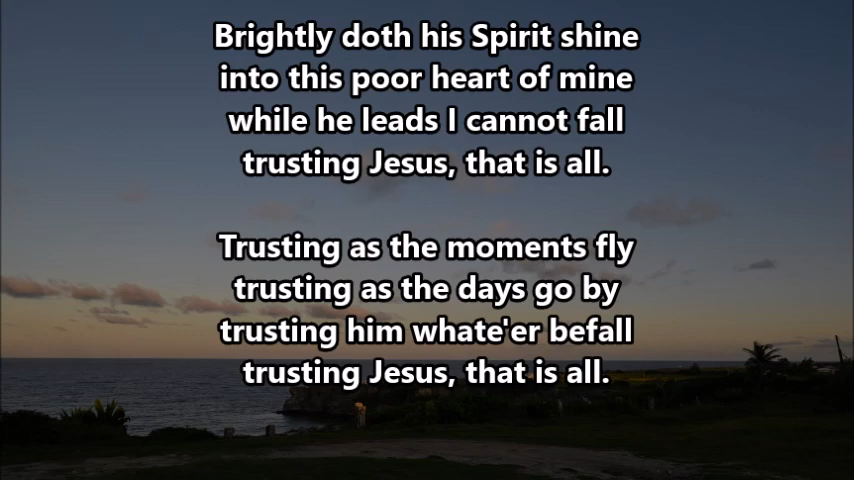 Brightly doth his Spirit shine
into this poor heart of mine
while he leads I cannot fall
trusting Jesus, that is all.
Trusting as the moments fly
trusting as the days go by
trusting him whate'er befall
trusting Jesus, that is all.